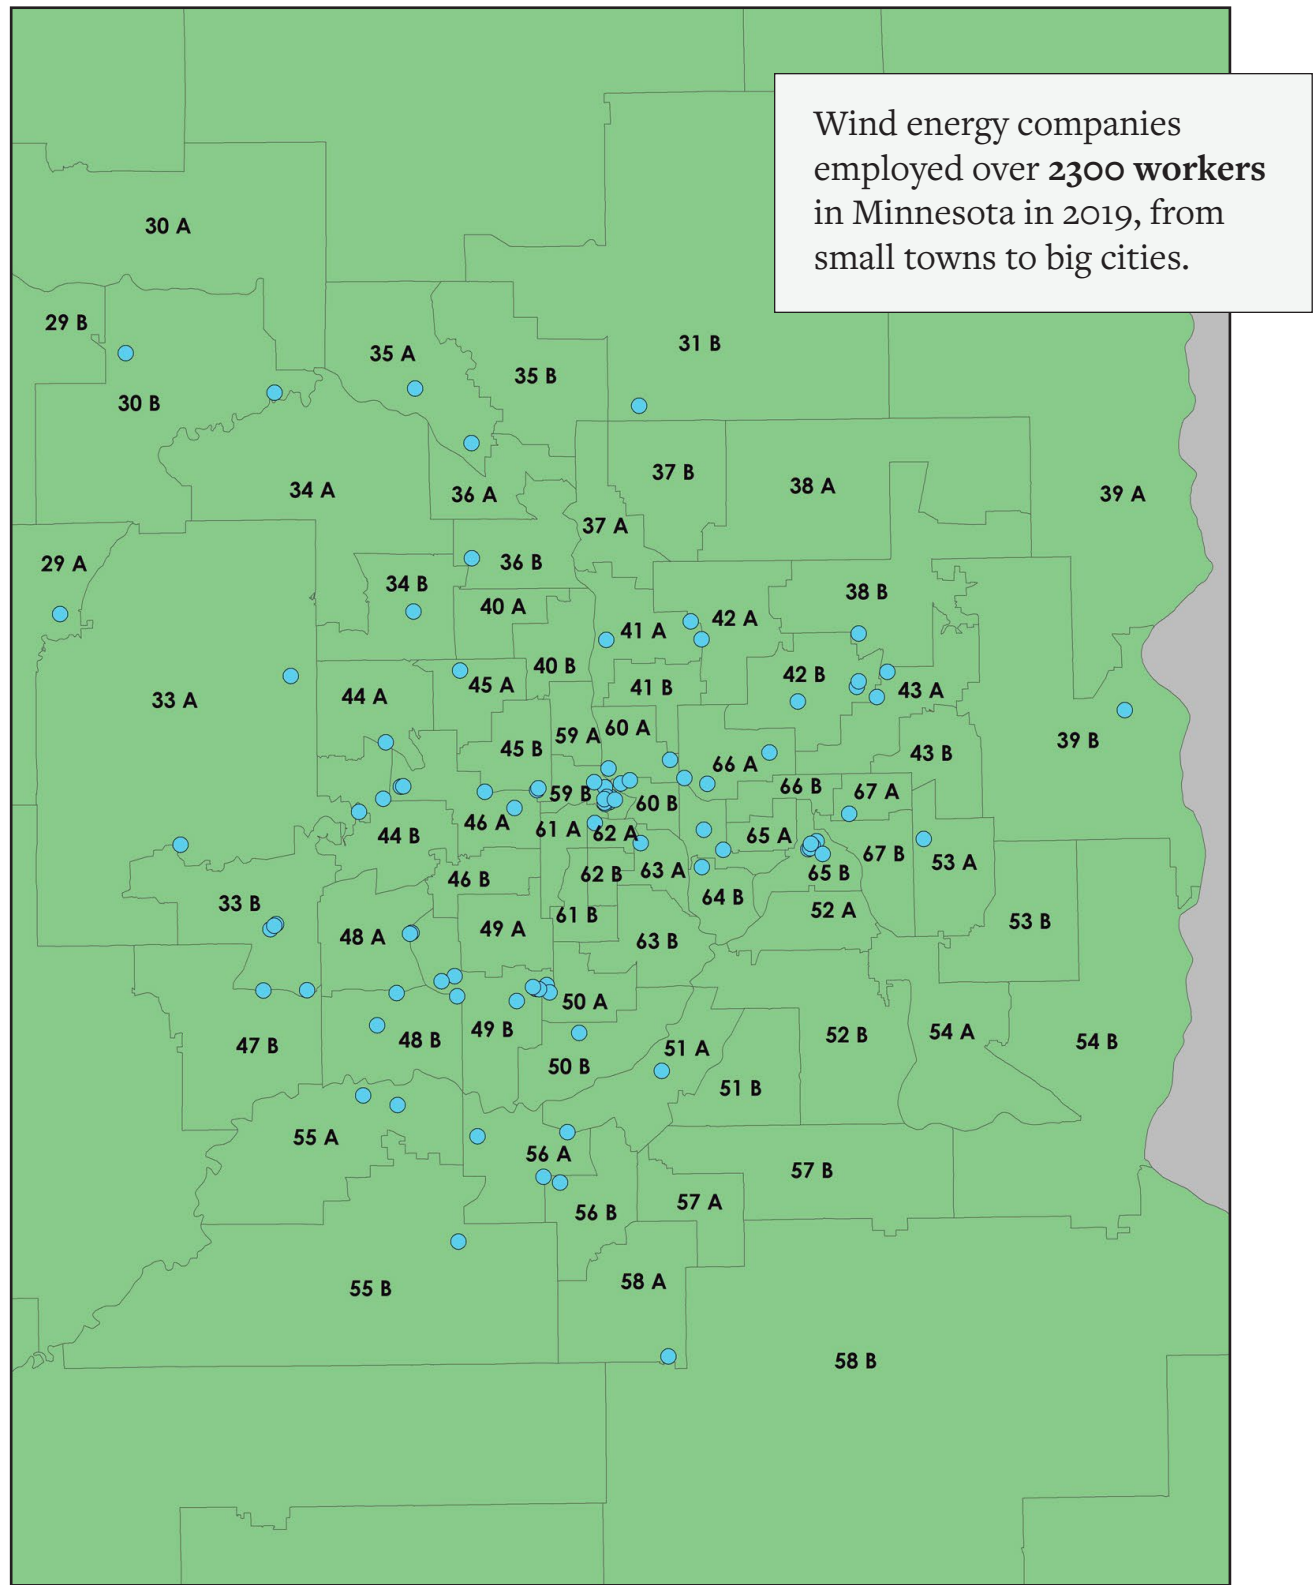 Wind energy companies
employed over 2300 workers
in Minnesota in 2019, from
small towns to big cities.
30 A
29 B
31 B
35 A
35 B
30 B
37 B
38 A
34 A
36 A
39 A
37 A
29 A
36 B
34 B
38 B
40 A
42 A
41 A
40 B
42 B
45 A
41 B
43 A
44 A
33 A
60 A
59 A
39 B
45 B
43 B
66 A
66 B
67 A
59 B
60 B
46 A
61 A
62 A
65 A
44 B
67 B
53 A
63 A
62 B
65 B
46 B
64 B
33 B
52 A
61 B
53 B
49 A
48 A
63 B
50 A
49 B
54 A
52 B
48 B
54 B
47 B
51 A
50 B
51 B
55 A
56 A
57 B
57 A
56 B
58 A
55 B
58 B